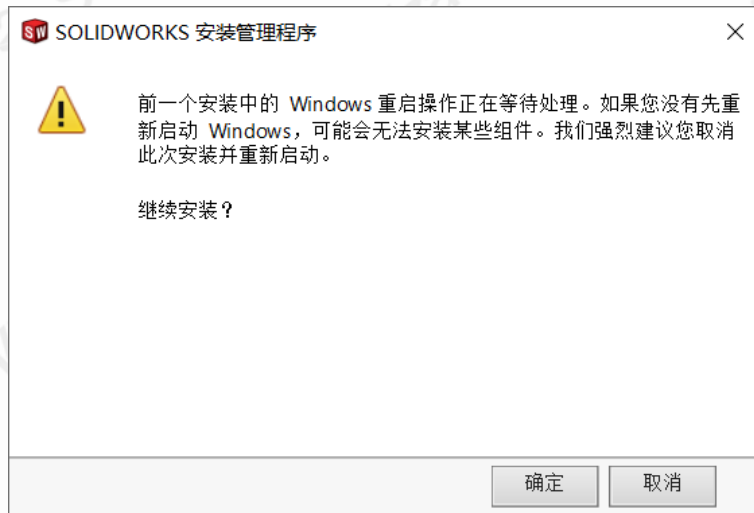 SOLIDWORKS 安装管理程序
前一个安装中的 Windows 重启操作正在等待处理。如果您没有先重
新启动 Windows，可能会无法安装某些组件。我们强烈建议您取消
此次安装并重新启动。
继续安装？
确定
取消